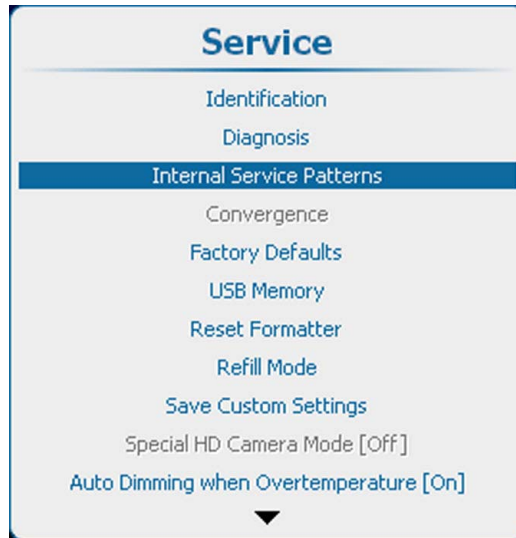 Service
Identification
Diagnosis
Internal Service Patterns
Convergence
Factory Defaults
USB Memory
Reset Formatter
Refill Mode
Save Custom Settings
Special HD Camera Mode [Off]
Auto Dimming when Overtemperature [On]